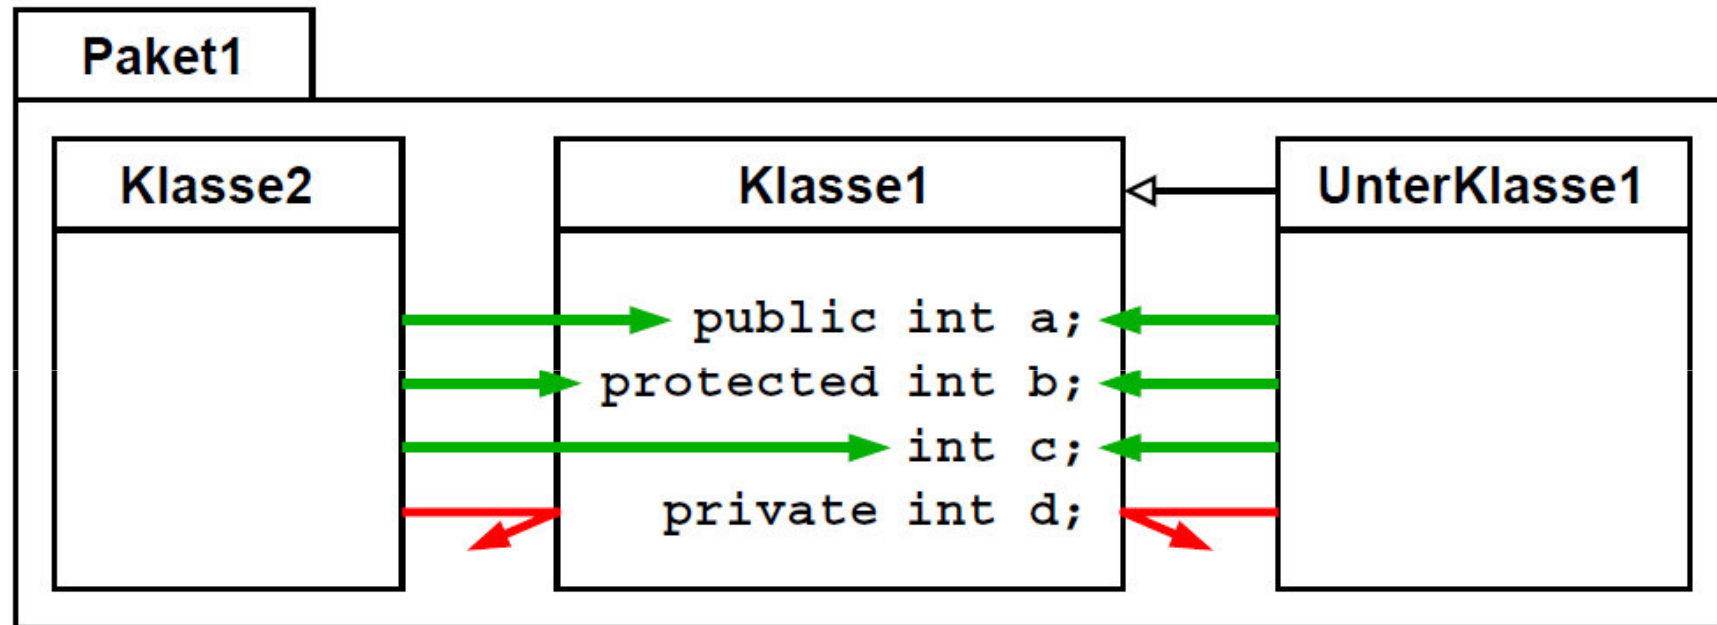 Paket1
Klasse2
Klasse1
UnterKlasse1
public int a;
protected int b;
int c;
private int d;